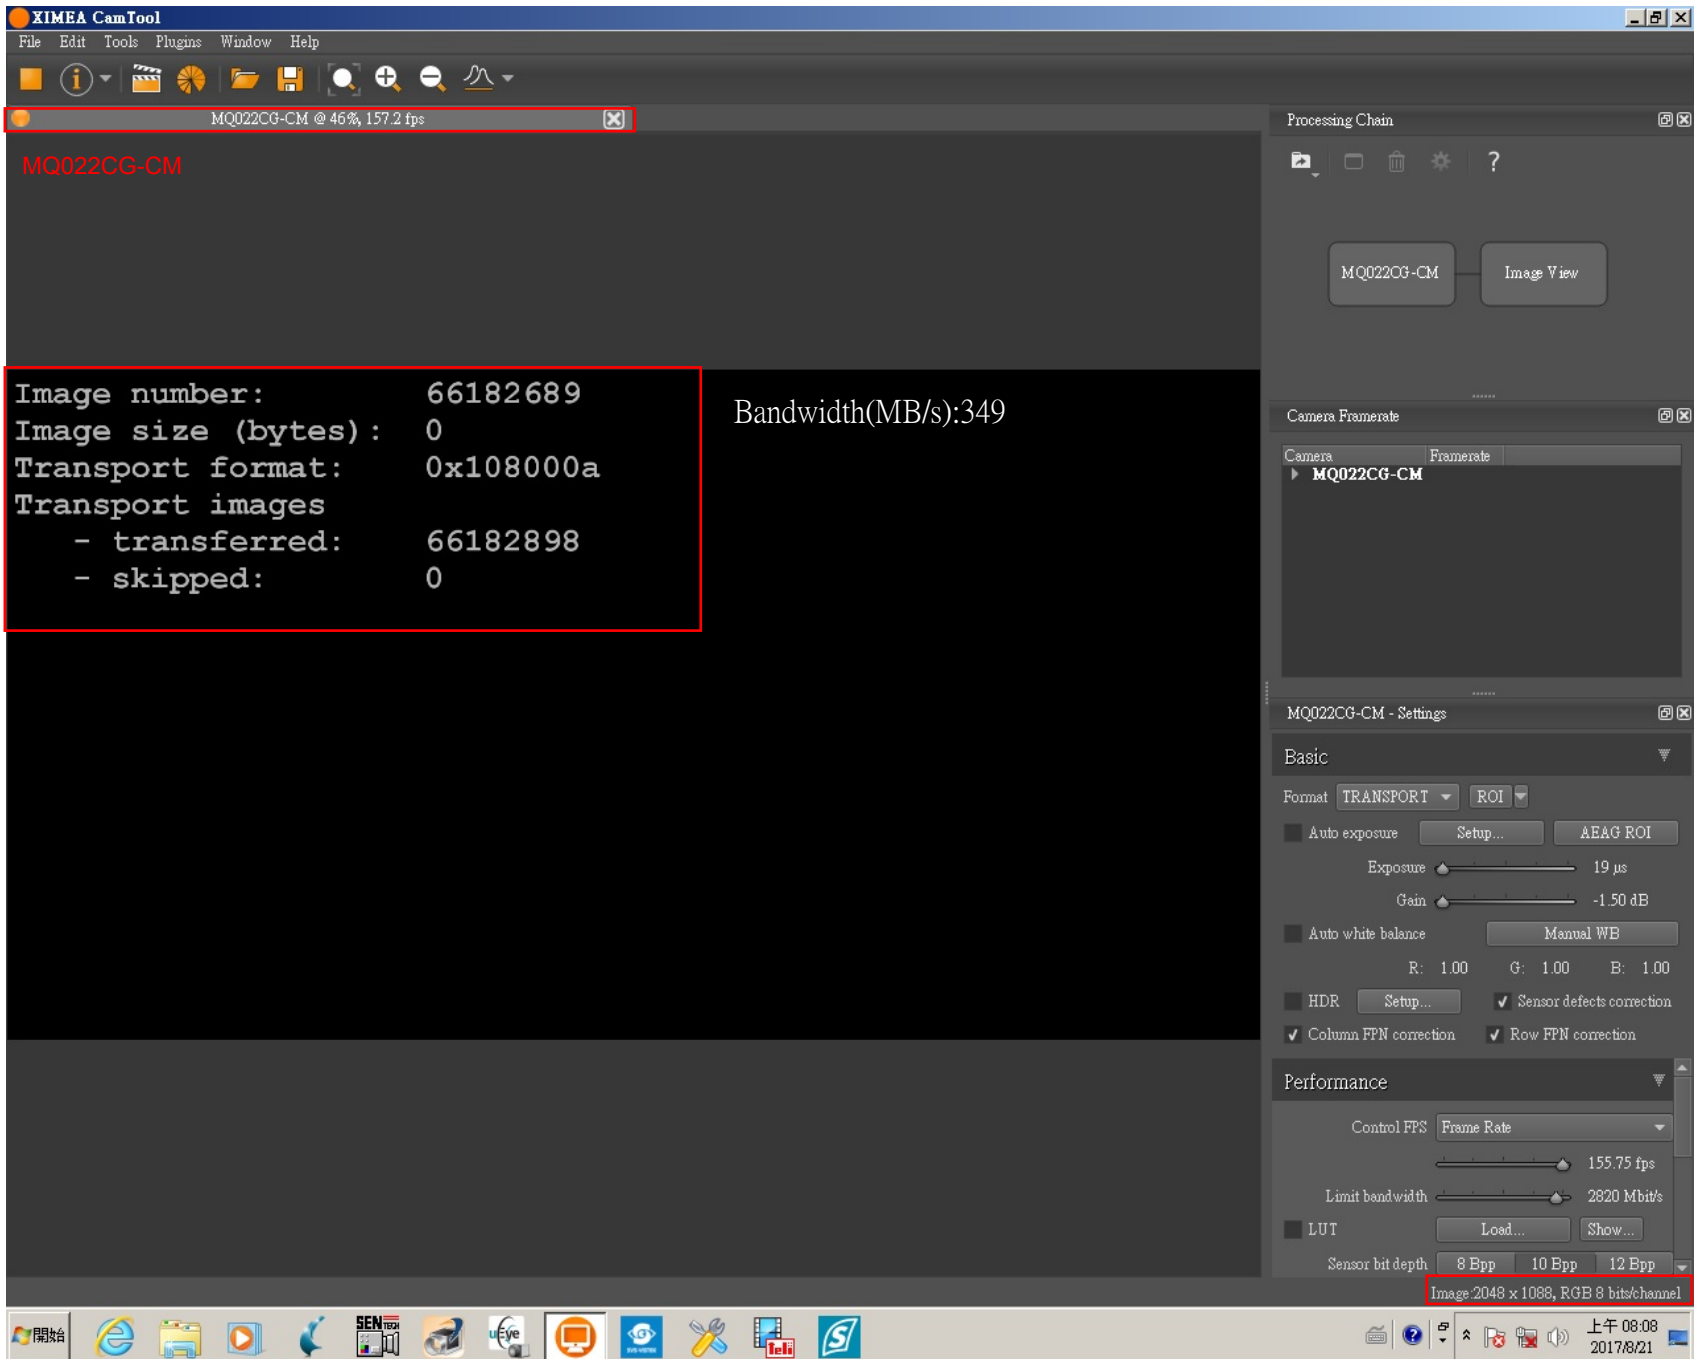 XIMEA CamTool
File Edit Tools Plugins Window Help
MQ022CG-CM @ 46%, 157.2 fps
MQ022CG-CM
Image number: 66182689
Image size (bytes): 0
Transport format: 0x108000a
Transport images
- transferred: 66182898
- skipped: 0
Bandwidth(MB/s):349
Processing Chain
?
MQ022CG-CM Image View
Camera Framerate
Camera Framerate
MQ022CG-CM
MQ022CG-CM - Settings
Basic
Format TRANSPORT ROI
Auto exposure Setup... AEAG ROI
Exposure 19 μs
Gain -1.50 dB
Auto white balance Manual WB
R: 1.00 G: 1.00 B: 1.00
HDR Setup... Sensor defects correction
Column FPN correction Row FPN correction
Performance
Control FPS Frame Rate
155.75 fps
Limit bandwidth 2820 Mbit/s
LUT Load... Show...
Sensor bit depth 8 Bpp 10 Bpp 12 Bpp
Image:2048 x 1088, RGB 8 bits/channel
開始
SENTECH
uEye
SVS-VISTEK
Teli
上午 08:08
2017/8/21